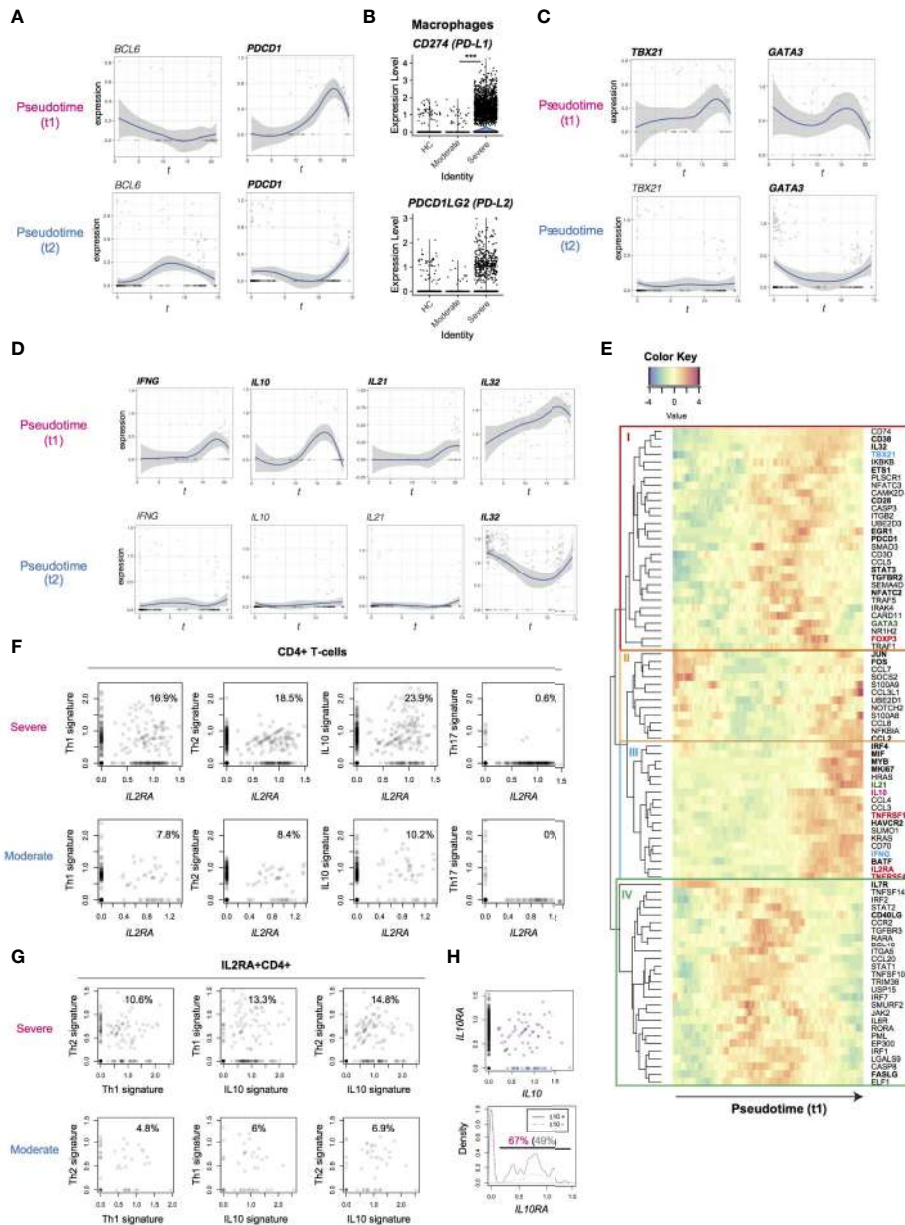 A
BCL6
PDCD1
Pseudotime
(t1)
expression
t
t
BCL6
PDCD1
Pseudotime
(t2)
expression
t
t
B
Macrophages
CD274 (PD-L1)
***
Expression Level
HC
Moderate
Severe
Identity
PDCD1LG2 (PD-L2)
Expression Level
HC
Moderate
Severe
Identity
C
TBX21
GATA3
Pseudotime
(t1)
expression
t
t
TBX21
GATA3
Pseudotime
(t2)
expression
t
t
D
IFNG
IL10
IL21
IL32
Pseudotime
(t1)
expression
t
t
t
t
IFNG
IL10
IL21
IL32
Pseudotime
(t2)
expression
t
t
t
t
E
Color Key
-4 0 4
Value
I
CD74
CD38
IL32
TBX21
IKBKB
ETS1
PLSCR1
NFATC3
CAMK2D
CD28
CASP3
ITGB2
UBE2D3
EGR1
PDCD1
SMAD3
CD3D
CCL5
STAT3
TGFBR2
SEMA4D
NFATC2
TRAF5
IRAK4
CARD11
GATA3
NR1H2
FOXP3
TRAF1
II
JUN
FOS
CCL7
SOCS2
S100A9
CCL3L1
UBE2D1
NOTCH2
S100A8
CCL8
NFKBIA
CCL2
III
IRF4
MIF
MYB
MKI67
HRAS
IL21
IL10
CCL4
CCL3
TNFRSF1
HAVCR2
SUMO1
KRAS
CD70
IFNG
BATF
IL2RA
TNFRSF4
IV
IL7R
TNFSF14
IRF2
STAT2
CD40LG
CCR2
TGFBR3
RARA
ITGA5
CCL20
STAT1
TNFSF10
TRIM36
USP15
IRF7
SMURF2
JAK2
IL6R
RORA
PML
EP300
IRF1
LGALS9
CASP8
FASLG
ELF1
Pseudotime (t1)
F
CD4+ T-cells
Severe
Th1 signature
16.9%
IL2RA
Th2 signature
18.5%
IL2RA
IL10 signature
23.9%
IL2RA
Th17 signature
0.6%
IL2RA
Moderate
Th1 signature
7.8%
IL2RA
Th2 signature
8.4%
IL2RA
IL10 signature
10.2%
IL2RA
Th17 signature
0%
IL2RA
G
IL2RA+CD4+
Severe
Th2 signature
10.6%
Th1 signature
Th1 signature
13.3%
IL10 signature
Th2 signature
14.8%
IL10 signature
Moderate
Th2 signature
4.8%
Th1 signature
Th1 signature
6%
IL10 signature
Th2 signature
6.9%
IL10 signature
H
IL10RA
IL10
Density
67% (49%
IL10RA